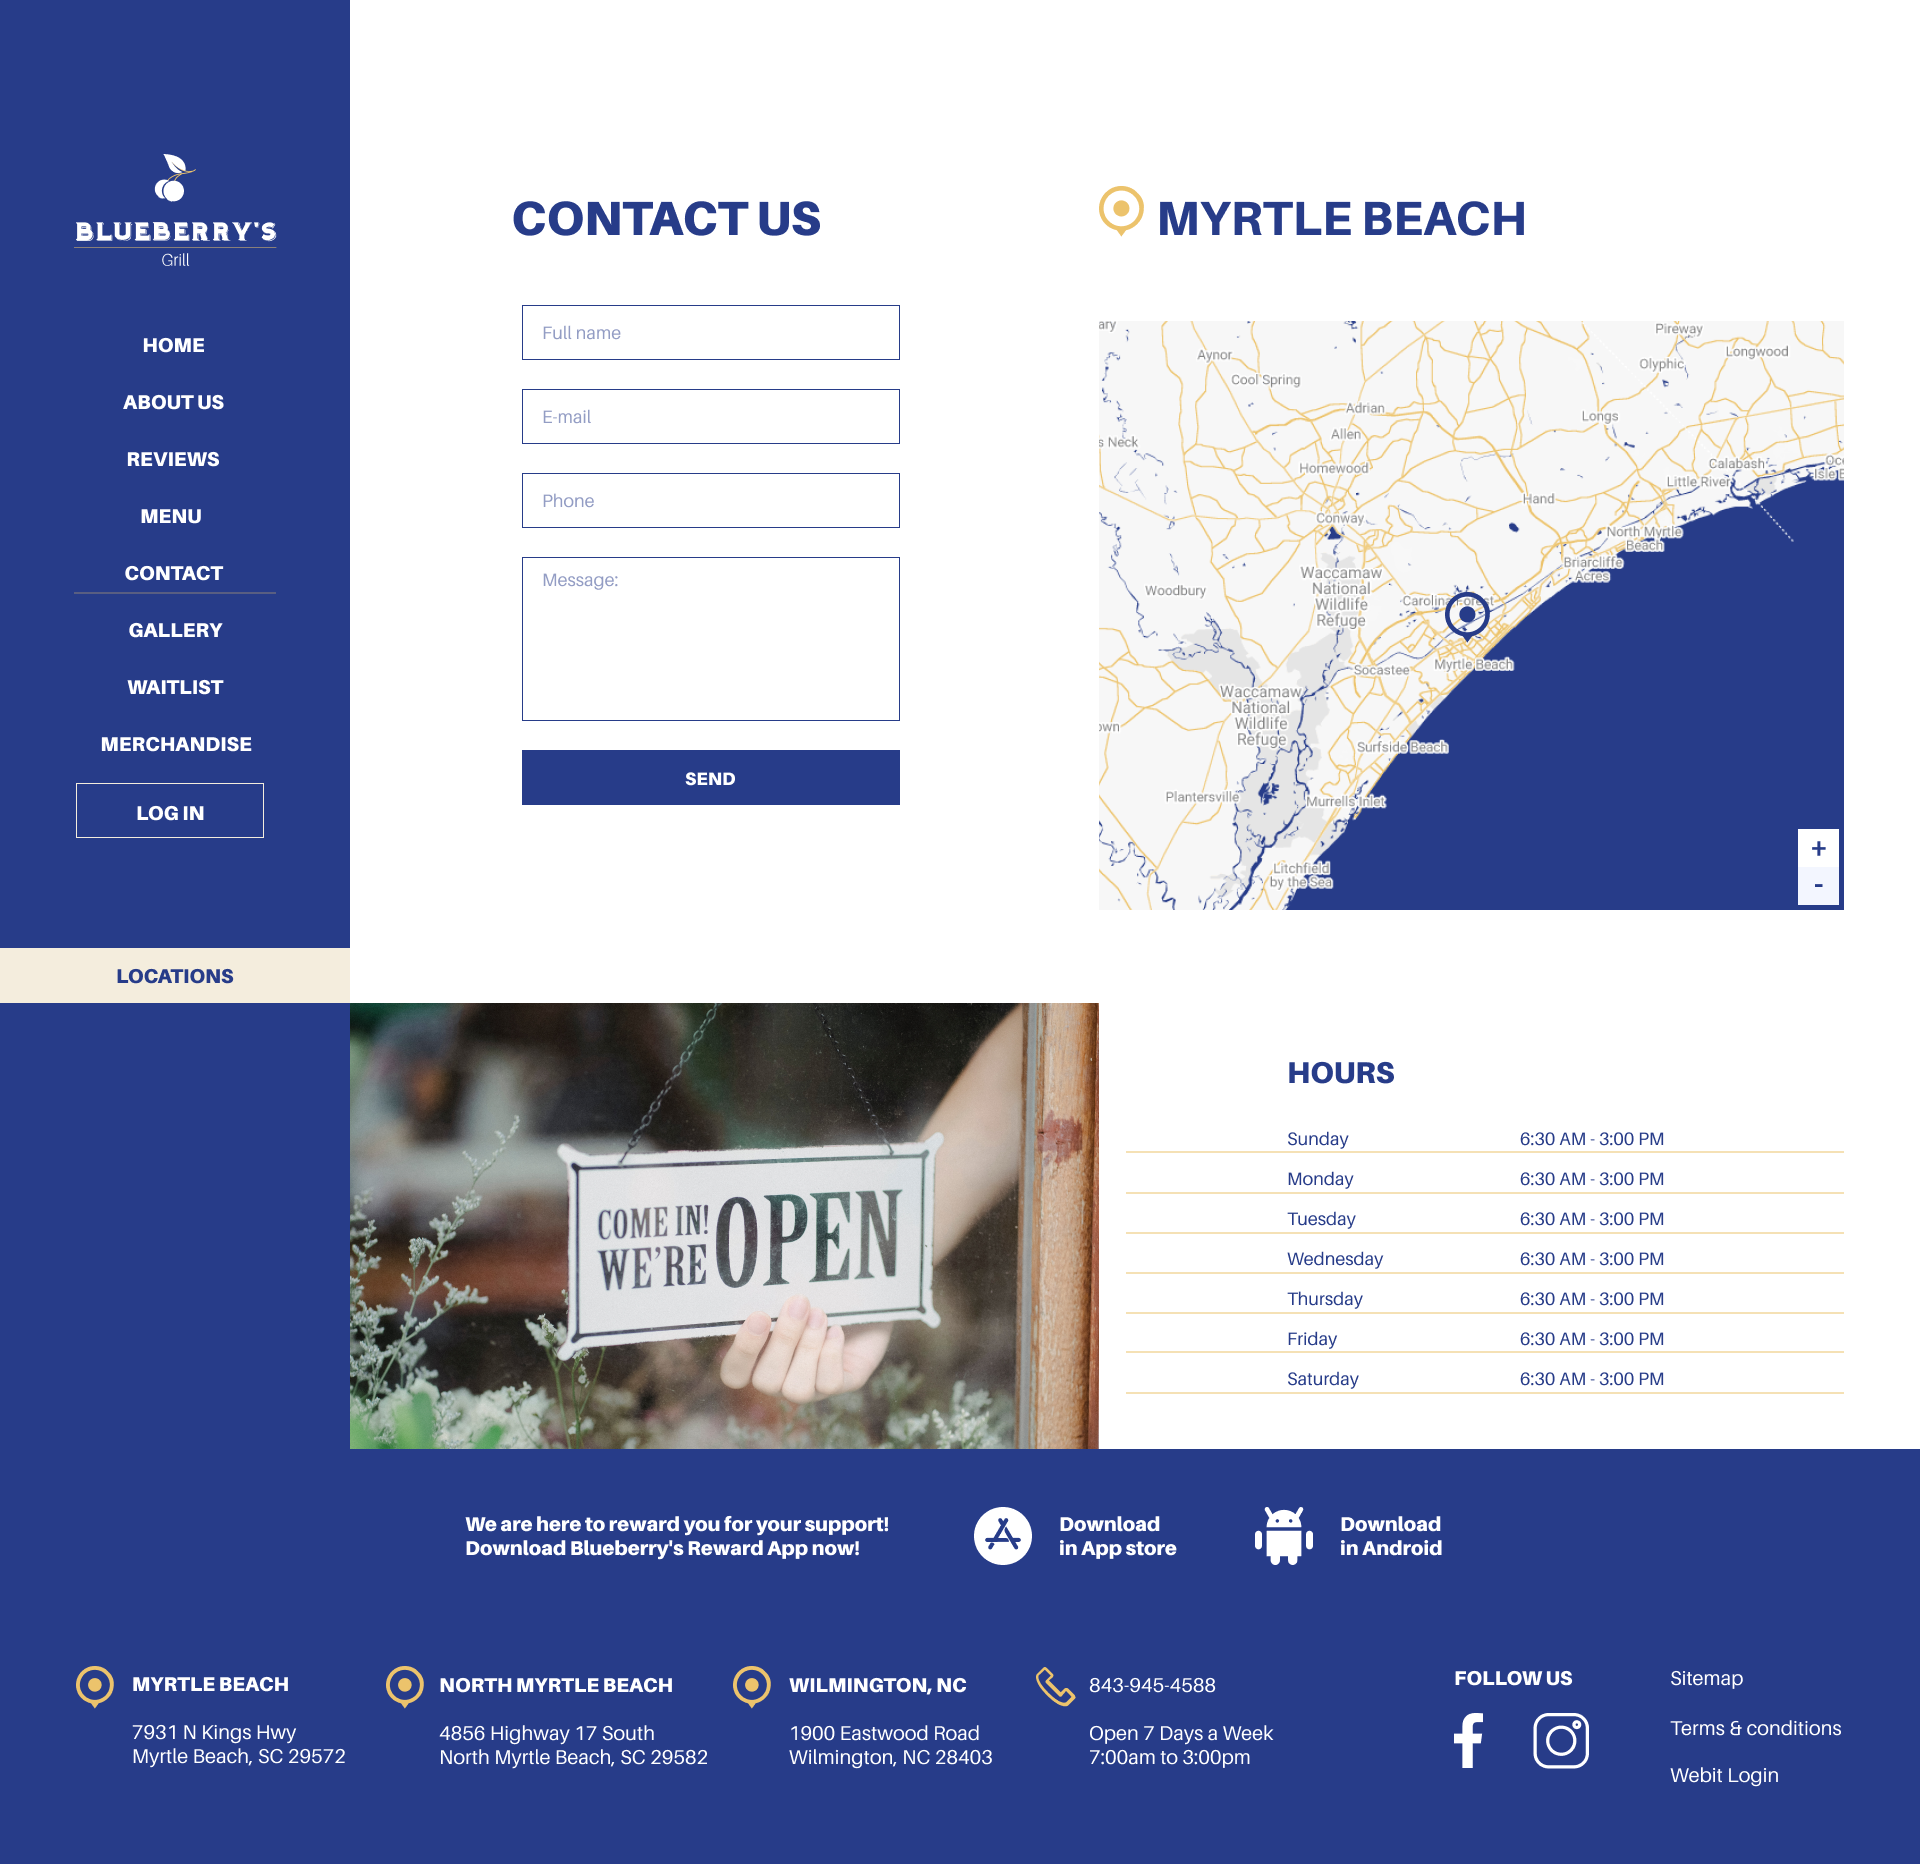 BLUEBERRY'S
Grill
HOME
ABOUT US
REVIEWS
MENU
CONTACT
GALLERY
WAITLIST
MERCHANDISE
LOG IN
LOCATIONS
CONTACT US
Full name
E-mail
Phone
Message:
SEND
MYRTLE BEACH
ary
Pireway
Aynor
Longwood
Olyphic
Cool Spring
Adrian
Longs
Allen
s Neck
Homewood
Calabash
Oce
Isle B
Little River
Hand
Conway
North Myrtle
Beach
Briarcliffe
Acres
Waccamaw
National
Wildlife
Refuge
Woodbury
Carolina Forest
Socastee
Myrtle Beach
Waccamaw
National
Wildlife
Refuge
own
Surfside Beach
Plantersville
Murrells Inlet
Litchfield
by the Sea
+
-
COME IN!
WE'RE
OPEN
HOURS
Sunday 6:30 AM - 3:00 PM
Monday 6:30 AM - 3:00 PM
Tuesday 6:30 AM - 3:00 PM
Wednesday 6:30 AM - 3:00 PM
Thursday 6:30 AM - 3:00 PM
Friday 6:30 AM - 3:00 PM
Saturday 6:30 AM - 3:00 PM
We are here to reward you for your support!
Download Blueberry's Reward App now!
Download
in App store
Download
in Android
MYRTLE BEACH
7931 N Kings Hwy
Myrtle Beach, SC 29572
NORTH MYRTLE BEACH
4856 Highway 17 South
North Myrtle Beach, SC 29582
WILMINGTON, NC
1900 Eastwood Road
Wilmington, NC 28403
843-945-4588
Open 7 Days a Week
7:00am to 3:00pm
FOLLOW US
Sitemap
Terms & conditions
Webit Login